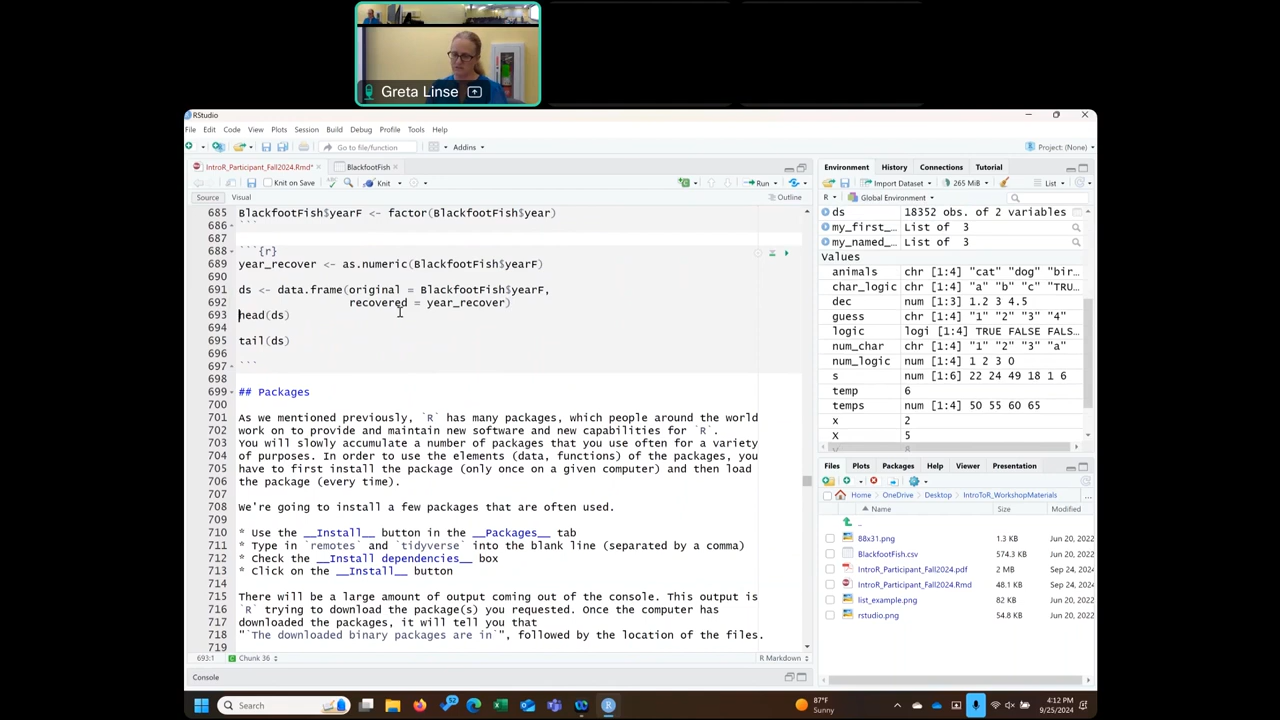 Greta Linse
RStudio
File Edit Code View Plots Session Build Debug Profile Tools Help
Go to file/function Addins Project: (None)
IntroR_Participant_Fall2024.Rmd* BlackfootFish
Knit on Save Knit Run
Source Visual Outline
685 BlackfootFish$yearF <- factor(BlackfootFish$year)
686 ```
687
688 ```{r}
689 year_recover <- as.numeric(BlackfootFish$yearF)
690
691 ds <- data.frame(original = BlackfootFish$yearF,
692 recovered = year_recover)
693 head(ds)
694
695 tail(ds)
696
697 ```
698
699 ## Packages
700
701 As we mentioned previously, `R` has many packages, which people around the world
702 work on to provide and maintain new software and new capabilities for `R`.
703 You will slowly accumulate a number of packages that you use often for a variety
704 of purposes. In order to use the elements (data, functions) of the packages, you
705 have to first install the package (only once on a given computer) and then load
706 the package (every time).
707
708 we're going to install a few packages that are often used.
709
710 * Use the __Install__ button in the __Packages__ tab
711 * Type in `remotes` and `tidyverse` into the blank line (separated by a comma)
712 * Check the __Install dependencies__ box
713 * Click on the __Install__ button
714
715 There will be a large amount of output coming out of the console. This output is
716 `R` trying to download the package(s) you requested. Once the computer has
717 downloaded the packages, it will tell you that
718 "`The downloaded binary packages are in`", followed by the location of the files.
719
693:1 Chunk 36 R Markdown
Console
Environment History Connections Tutorial
Import Dataset 265 MiB List
R Global Environment
ds 18352 obs. of 2 variables
my_first_… List of 3
my_named_… List of 3
Values
animals chr [1:4] "cat" "dog" "bir…
char_logic chr [1:4] "a" "b" "c" "TRU…
dec num [1:3] 1.2 3 4.5
guess chr [1:4] "1" "2" "3" "4"
logic logi [1:4] TRUE FALSE FALS…
num_char chr [1:4] "1" "2" "3" "a"
num_logic num [1:4] 1 2 3 0
s num [1:6] 22 24 49 18 1 6
temp 6
temps num [1:4] 50 55 60 65
x 2
X 5
Files Plots Packages Help Viewer Presentation
Home OneDrive Desktop IntroToR_WorkshopMaterials ...
Name Size Modified
..
88x31.png 1.3 KB Jun 20, 2022
BlackfootFish.csv 574.3 KB Jun 20, 2022
IntroR_Participant_Fall2024.pdf 2 MB Sep 24, 2024
IntroR_Participant_Fall2024.Rmd 48.1 KB Sep 24, 2024
list_example.png 82 KB Jun 20, 2022
rstudio.png 54.8 KB Jun 20, 2022
Search
87°F
Sunny
4:12 PM
9/25/2024